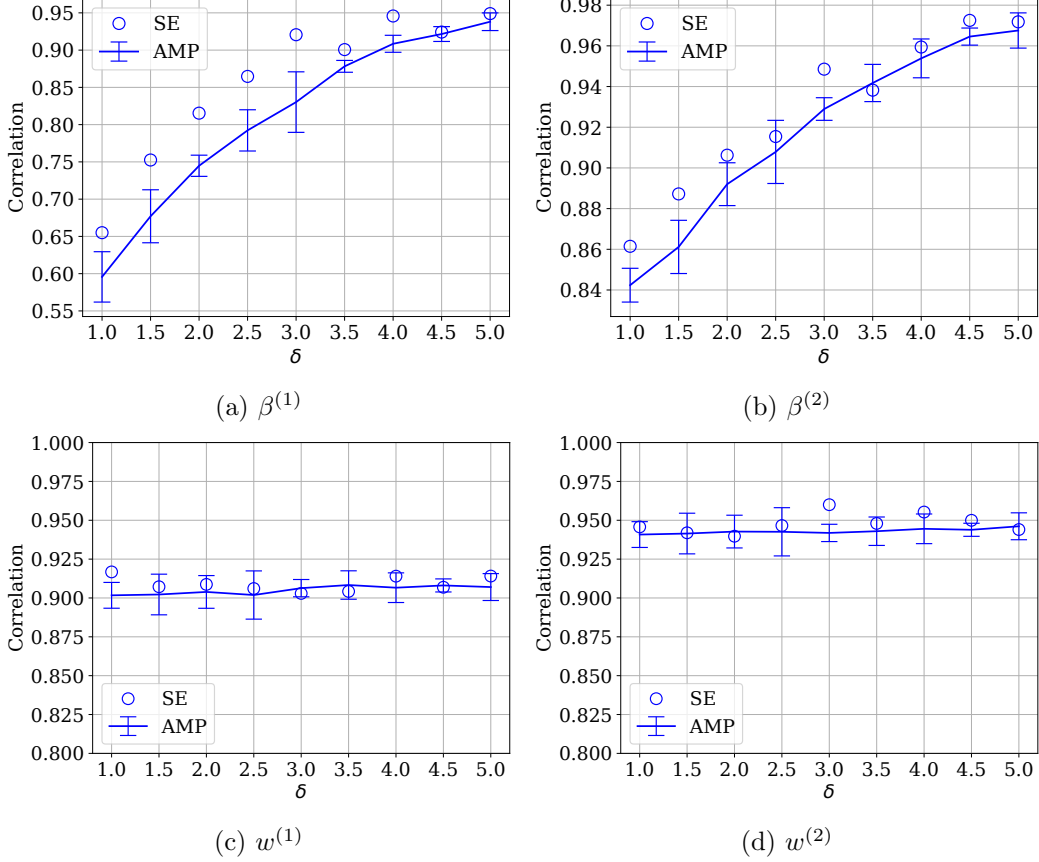 0.90
0.85
0.80
0.75
0.70
0.65
0.60
0.55
Correlation
SE
AMP
1.0 1.5 2.0 2.5 3.0 3.5 4.0 4.5 5.0
δ
(a) β^(1)
0.98
0.96
0.94
0.92
0.90
0.88
0.86
0.84
Correlation
SE
AMP
1.0 1.5 2.0 2.5 3.0 3.5 4.0 4.5 5.0
δ
(b) β^(2)
1.000
0.975
0.950
0.925
0.900
0.875
0.850
0.825
0.800
Correlation
SE
AMP
1.0 1.5 2.0 2.5 3.0 3.5 4.0 4.5 5.0
δ
(c) w^(1)
1.000
0.975
0.950
0.925
0.900
0.875
0.850
0.825
0.800
Correlation
SE
AMP
1.0 1.5 2.0 2.5 3.0 3.5 4.0 4.5 5.0
δ
(d) w^(2)